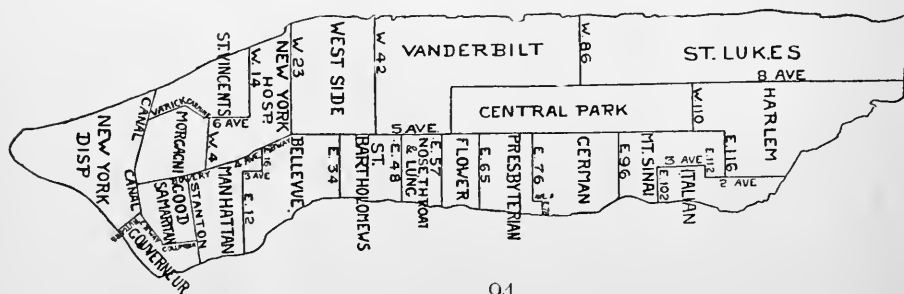 NEW YORK DISP
CANAL
CANAL
GOUVERNEUR
VARICK
MORGAGNI
GOOD SAMARITAN
STANTON
ST. VINCENTS
W. 14
6 AVE
W. 4
MANHATTAN
E. 12
3 AVE
NEW YORK HOSP.
W. 23
BELLEVUE
WEST SIDE
E. 34
ST. BARTHOLOMEWS
W. 42
5 AVE.
E. 48
NOSE, THROAT & LUNG
E. 57
VANDERBILT
FLOWER
E. 65
PRESBYTERIAN
E. 76
CENTRAL PARK
GERMAN
W. 86
E. 96
MT. SINAI
ST. LUKES
8 AVE
W. 110
HARLEM
E. 102
ITALIAN
3 AVE
E. 112
E. 116
2 AVE
91